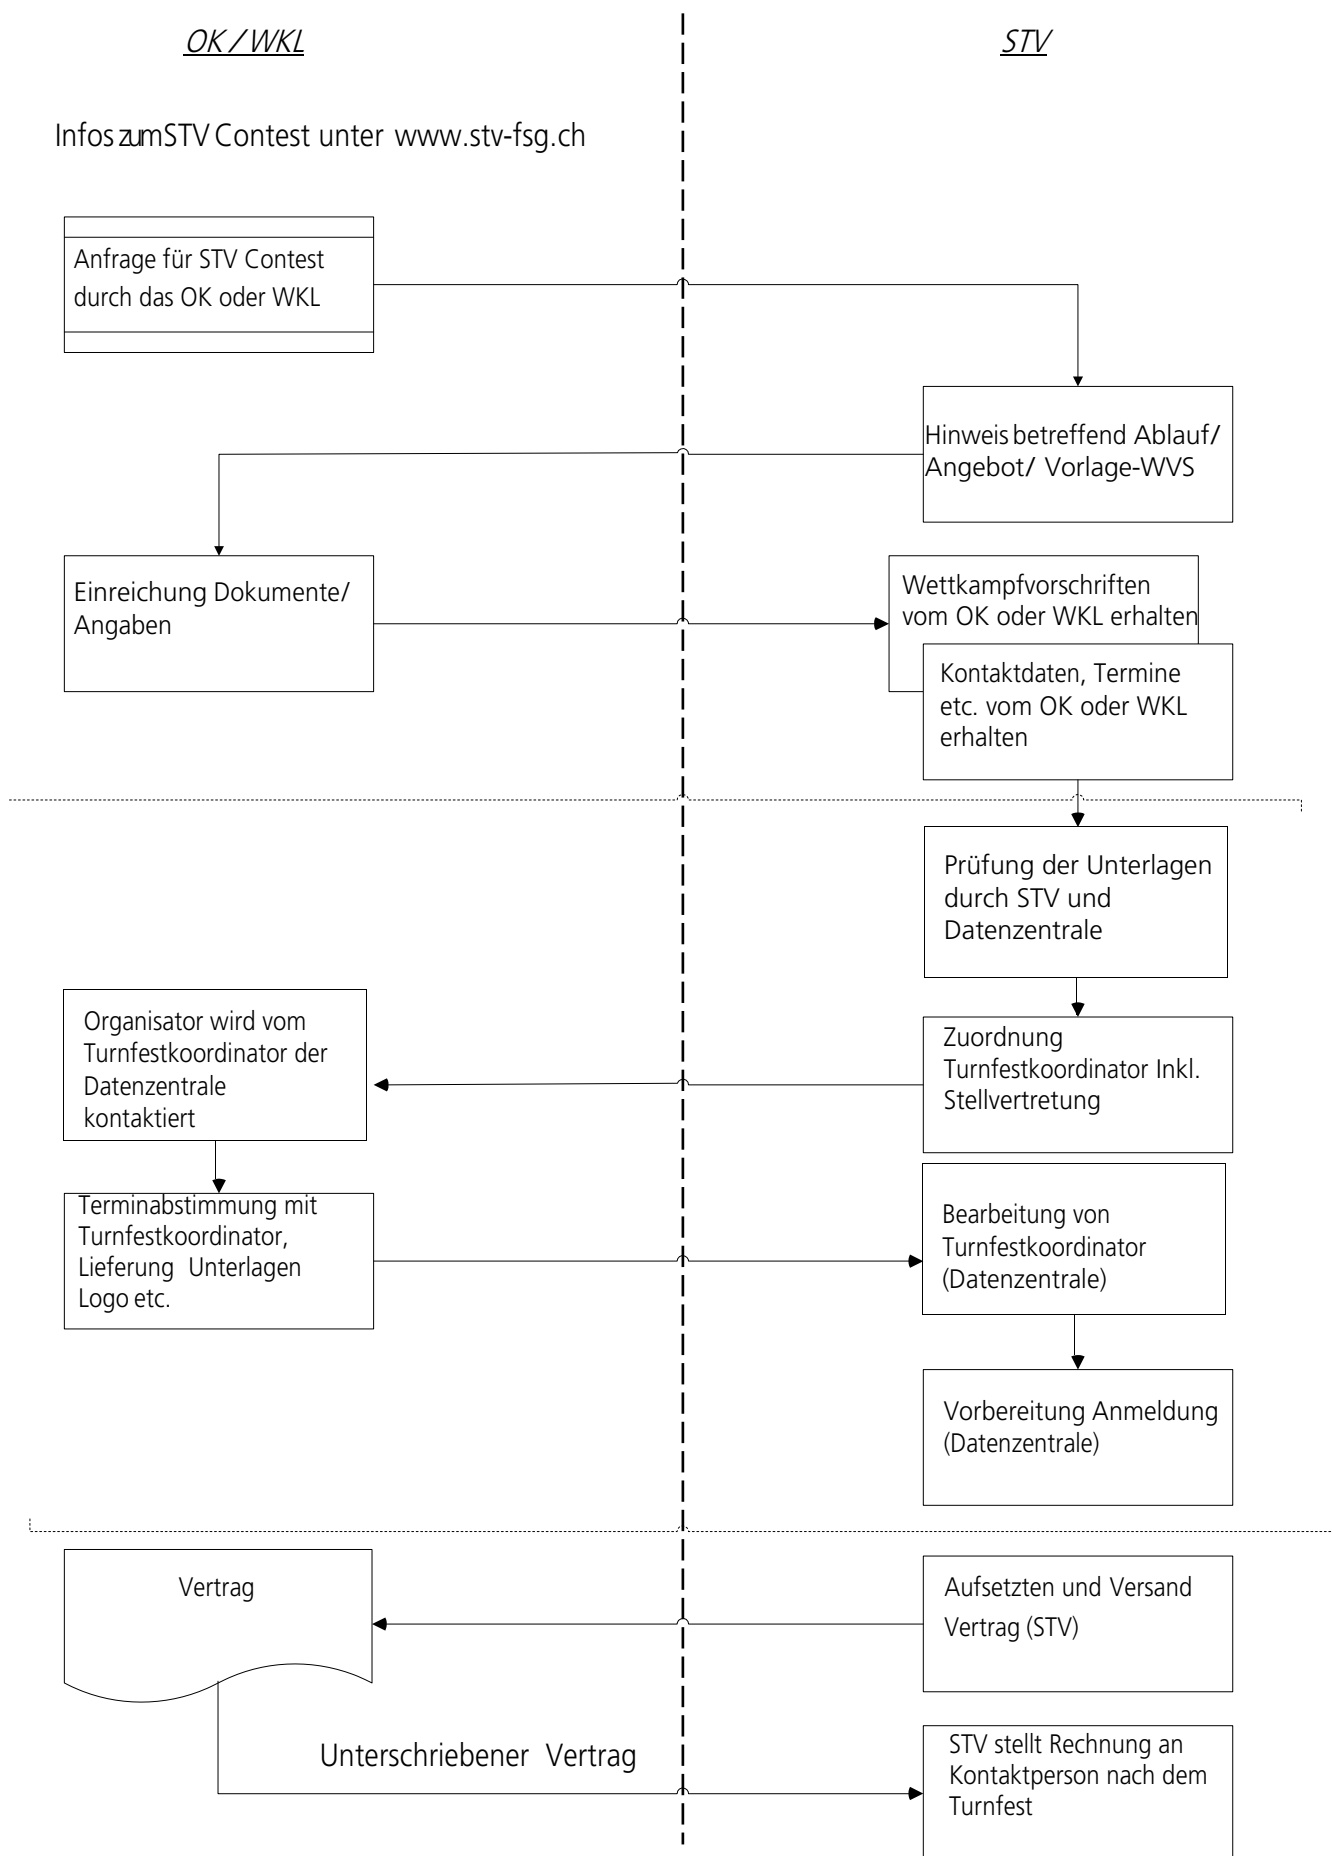 OK / WKL
STV
Infos zum STV Contest unter www.stv-fsg.ch
Anfrage für STV Contest
durch das OK oder WKL
Hinweis betreffend Ablauf/
Angebot/ Vorlage-WVS
Einreichung Dokumente/
Angaben
Wettkampfvorschriften
vom OK oder WKL erhalten
Kontaktdaten, Termine
etc. vom OK oder WKL
erhalten
Prüfung der Unterlagen
durch STV und
Datenzentrale
Zuordnung
Turnfestkoordinator Inkl.
Stellvertretung
Organisator wird vom
Turnfestkoordinator der
Datenzentrale
kontaktiert
Terminabstimmung mit
Turnfestkoordinator,
Lieferung Unterlagen
Logo etc.
Bearbeitung von
Turnfestkoordinator
(Datenzentrale)
Vorbereitung Anmeldung
(Datenzentrale)
Aufsetzten und Versand
Vertrag (STV)
Vertrag
Unterschriebener Vertrag
STV stellt Rechnung an
Kontaktperson nach dem
Turnfest